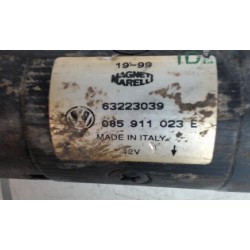 19-99
MAGNETI
MARELLI
63223039
085 911 023 E
MADE IN ITALY
12V